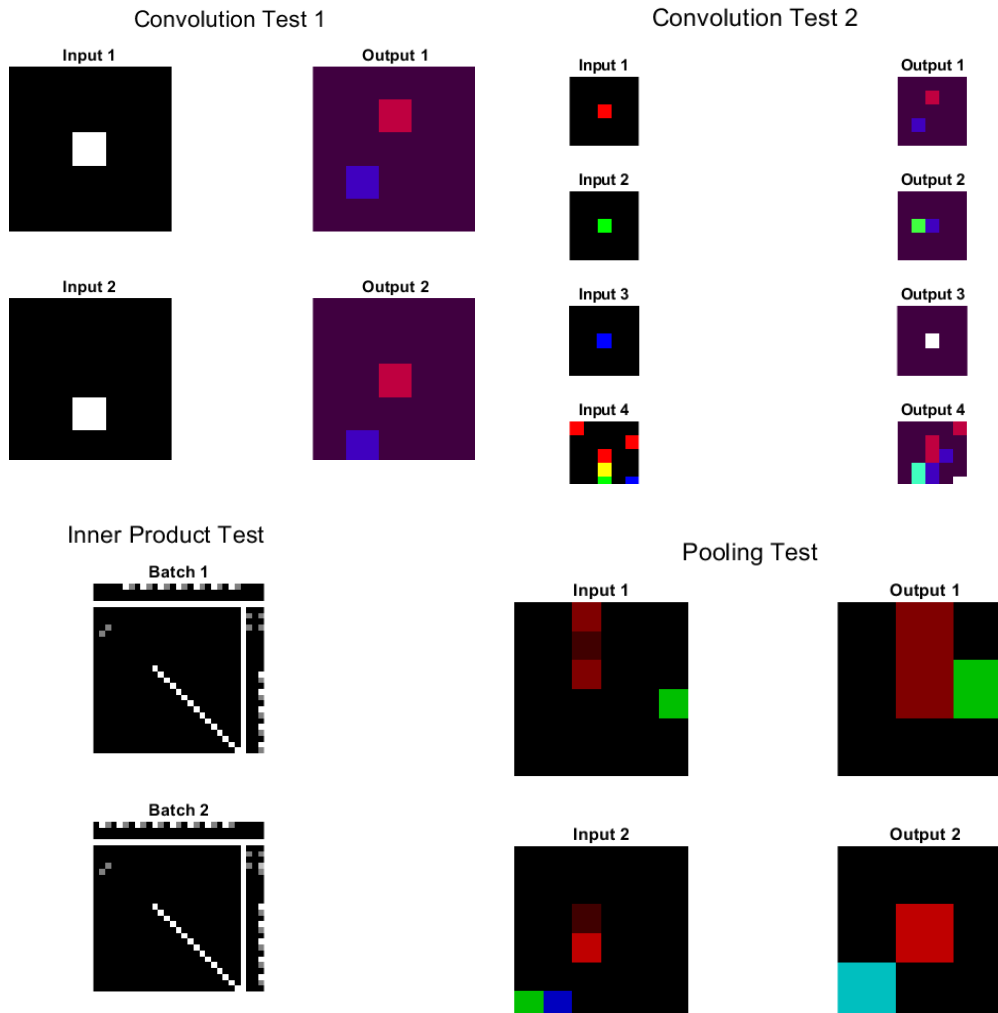 Convolution Test 1
Input 1
Output 1
Input 2
Output 2
Convolution Test 2
Input 1
Output 1
Input 2
Output 2
Input 3
Output 3
Input 4
Output 4
Inner Product Test
Batch 1
Batch 2
Pooling Test
Input 1
Output 1
Input 2
Output 2